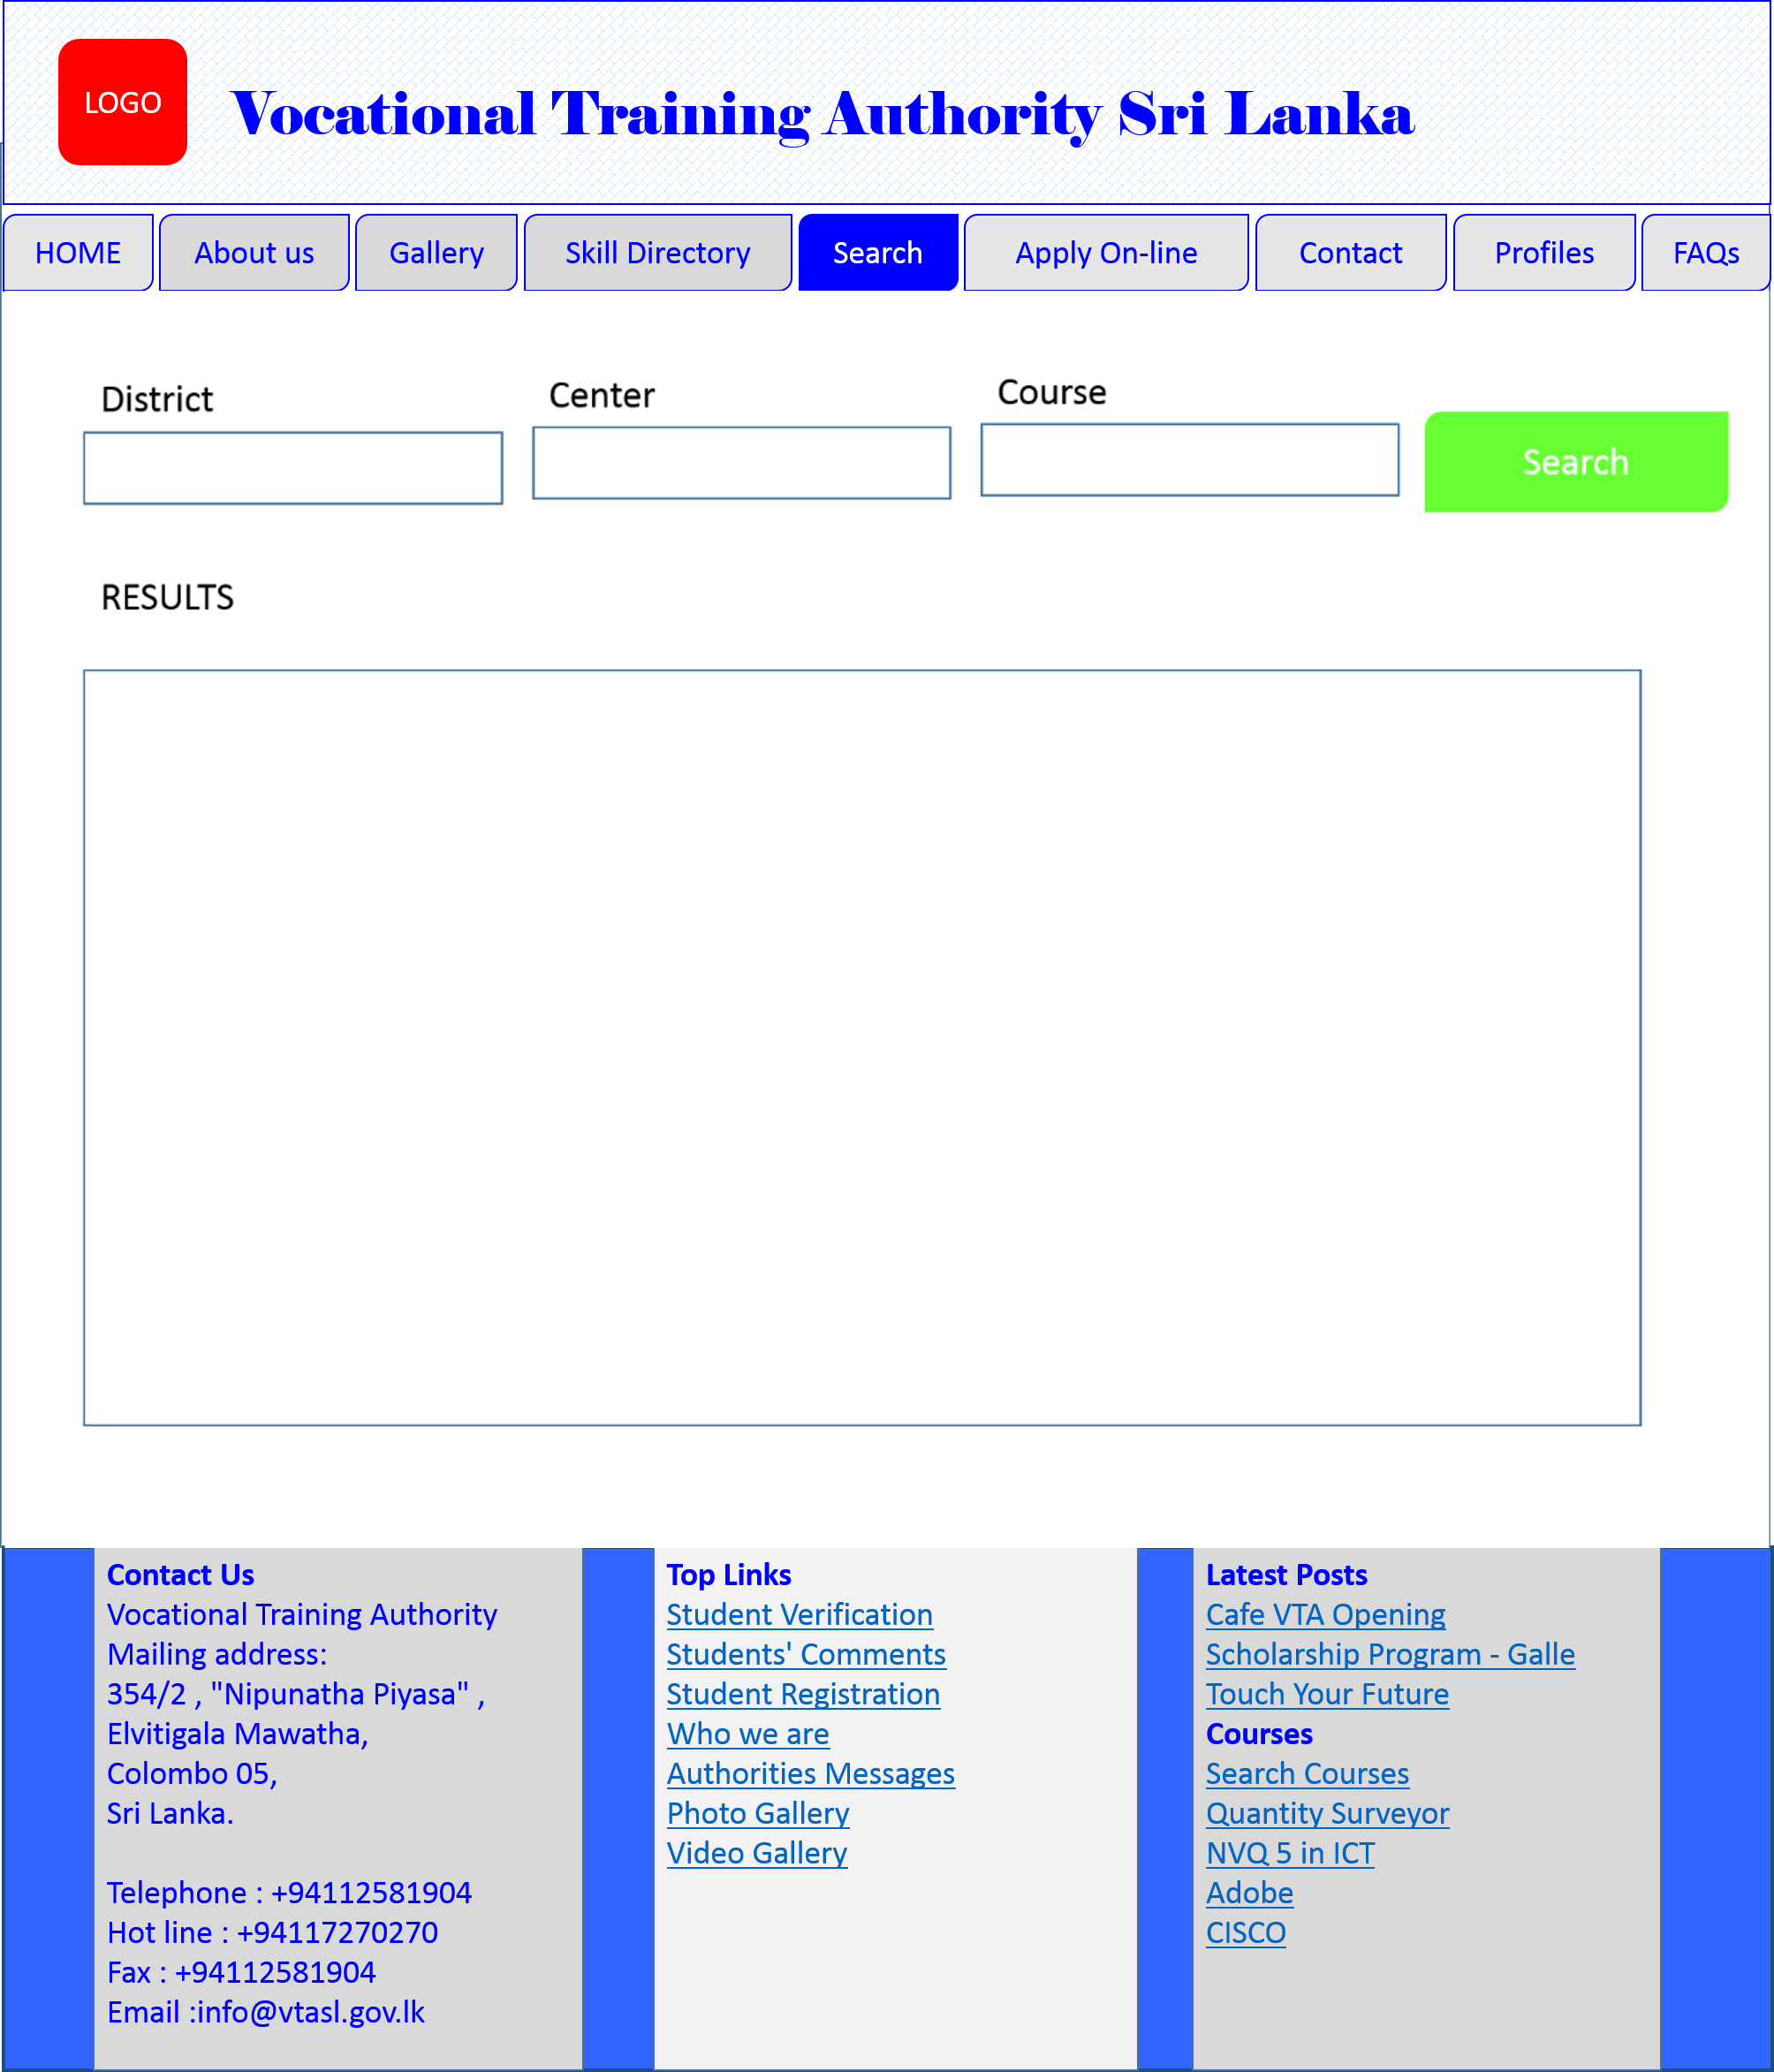 LOGO
Vocational Training Authority Sri Lanka
HOME
About us
Gallery
Skill Directory
Search
Apply On-line
Contact
Profiles
FAQs
District
Center
Course
Search
RESULTS
Contact Us
Vocational Training Authority
Mailing address:
354/2 , "Nipunatha Piyasa" ,
Elvitigala Mawatha,
Colombo 05,
Sri Lanka.
Telephone : +94112581904
Hot line : +94117270270
Fax : +94112581904
Email :info@vtasl.gov.lk
Top Links
Student Verification
Students' Comments
Student Registration
Who we are
Authorities Messages
Photo Gallery
Video Gallery
Latest Posts
Cafe VTA Opening
Scholarship Program - Galle
Touch Your Future
Courses
Search Courses
Quantity Surveyor
NVQ 5 in ICT
Adobe
CISCO